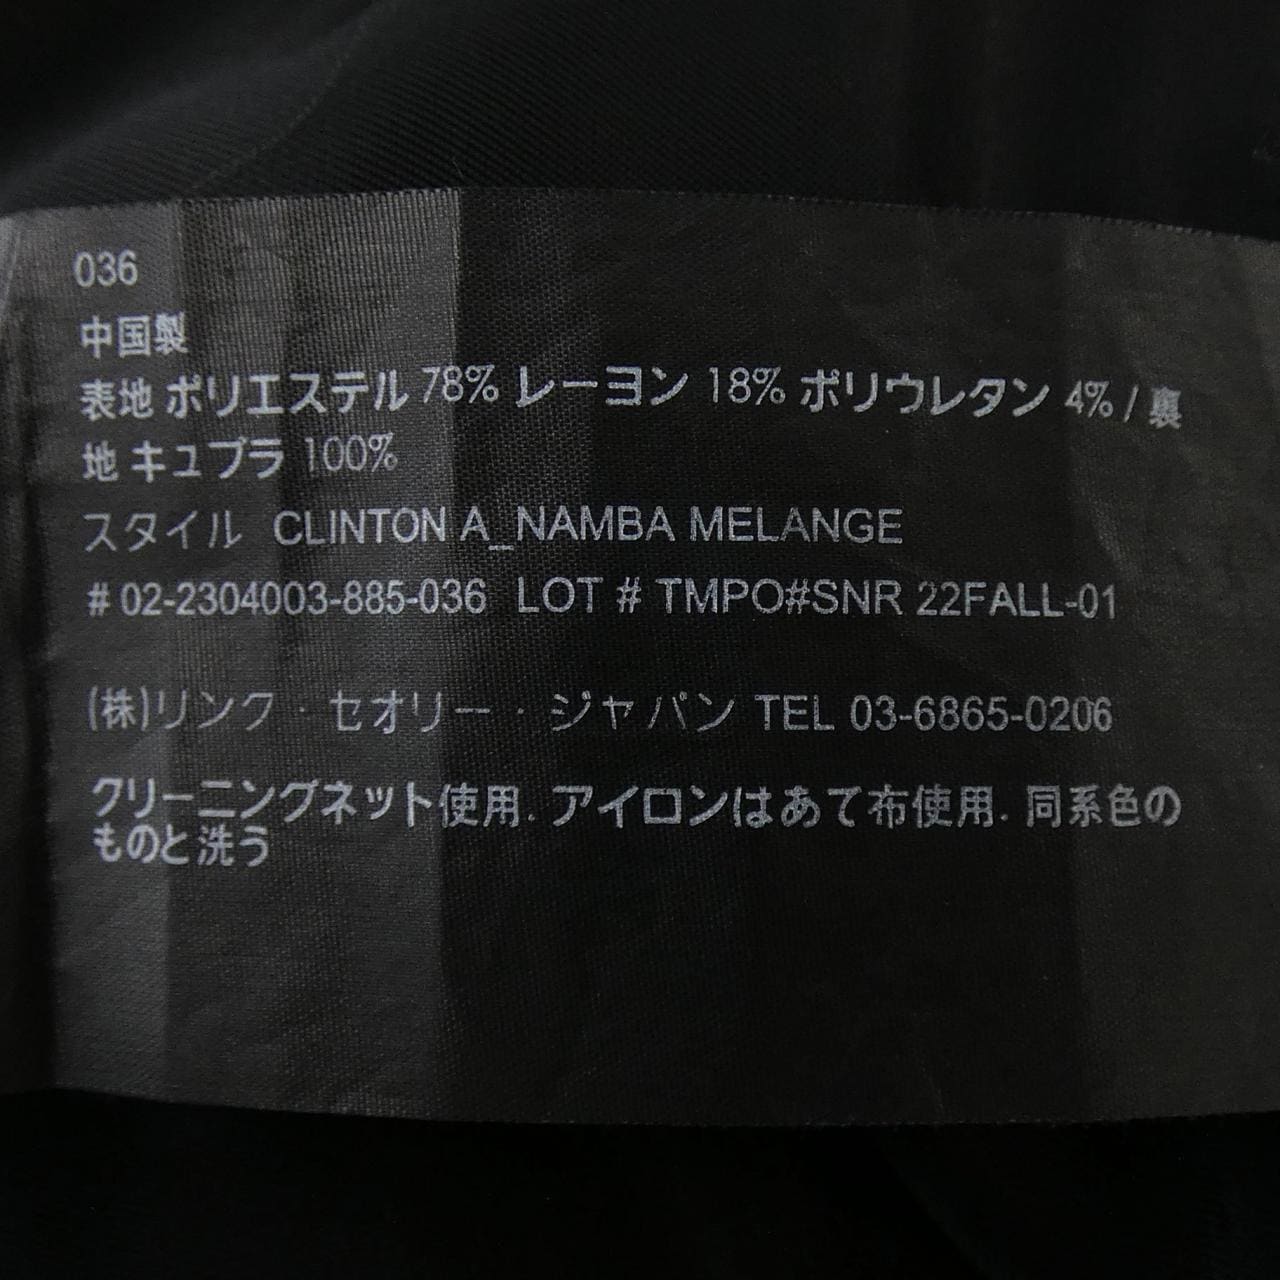 036
中国製
表地 ポリエステル 78% レーヨン 18% ポリウレタン 4% / 裏
地 キュプラ 100%
スタイル CLINTON A_NAMBA MELANGE
# 02-2304003-885-036 LOT # TMPO#SNR 22FALL-01
(株)リンク・セオリー・ジャパン TEL 03-6865-0206
クリーニングネット使用. アイロンはあて布使用. 同系色の
ものと洗う